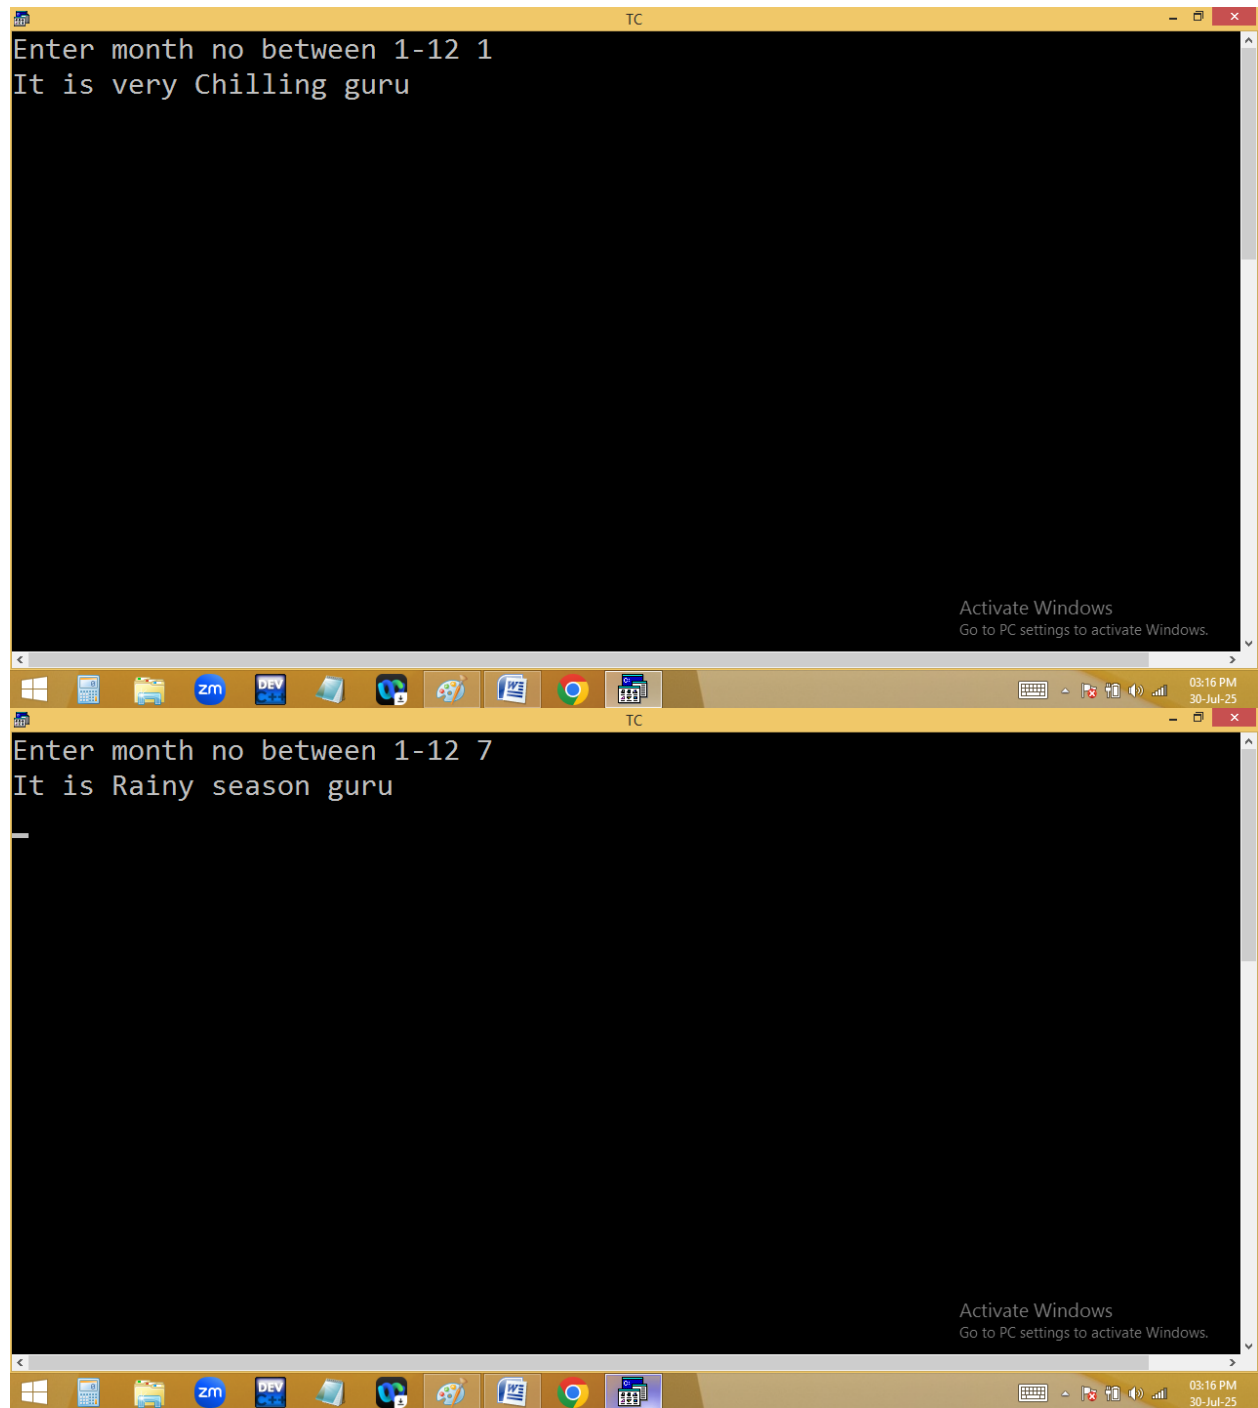 TC
Enter month no between 1-12 1
It is very Chilling guru
Activate Windows
Go to PC settings to activate Windows.
zm
DEV
C++
W
03:16 PM
30-Jul-25
TC
Enter month no between 1-12 7
It is Rainy season guru
Activate Windows
Go to PC settings to activate Windows.
zm
DEV
C++
W
03:16 PM
30-Jul-25